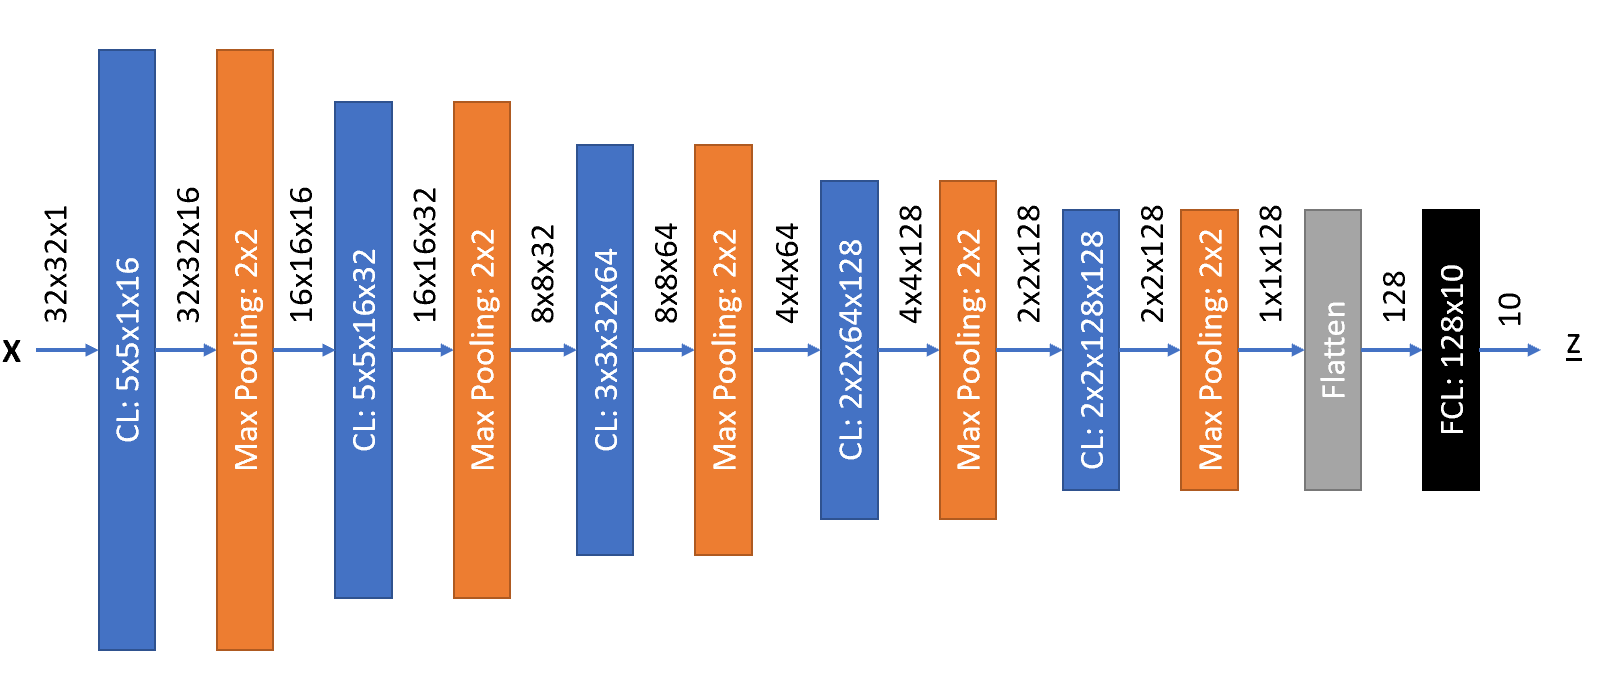 X
32x32x1
CL: 5x5x1x16
32x32x16
Max Pooling: 2x2
16x16x16
CL: 5x5x16x32
16x16x32
Max Pooling: 2x2
8x8x32
CL: 3x3x32x64
8x8x64
Max Pooling: 2x2
4x4x64
CL: 2x2x64x128
4x4x128
Max Pooling: 2x2
2x2x128
CL: 2x2x128x128
2x2x128
Max Pooling: 2x2
1x1x128
Flatten
128
FCL: 128x10
10
z